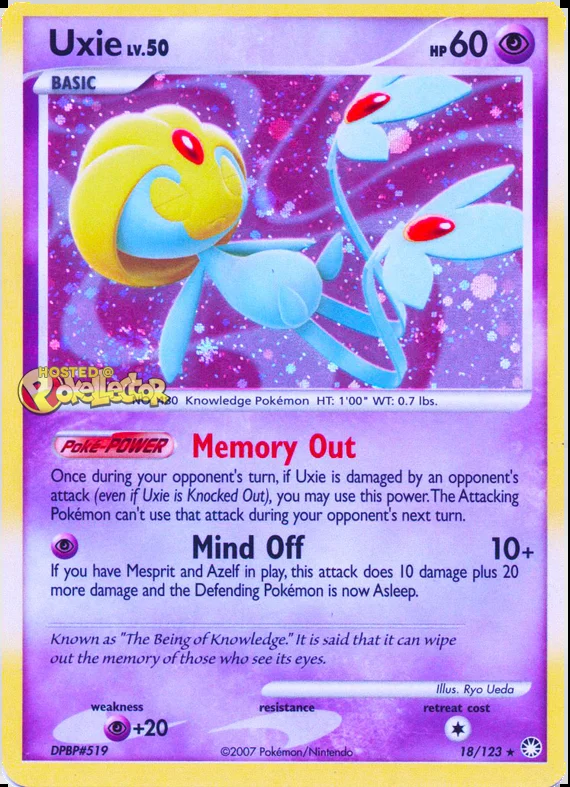 Uxie LV.50
HP 60
BASIC
HOSTED @
Pokellector
80 Knowledge Pokémon HT: 1'00" WT: 0.7 lbs.
Poké-POWER Memory Out
Once during your opponent's turn, if Uxie is damaged by an opponent's
attack (even if Uxie is Knocked Out), you may use this power. The Attacking
Pokémon can't use that attack during your opponent's next turn.
Mind Off 10+
If you have Mesprit and Azelf in play, this attack does 10 damage plus 20
more damage and the Defending Pokémon is now Asleep.
Known as "The Being of Knowledge." It is said that it can wipe
out the memory of those who see its eyes.
Illus. Ryo Ueda
weakness resistance retreat cost
+20
DPBP#519 ©2007 Pokémon/Nintendo 18/123 ★